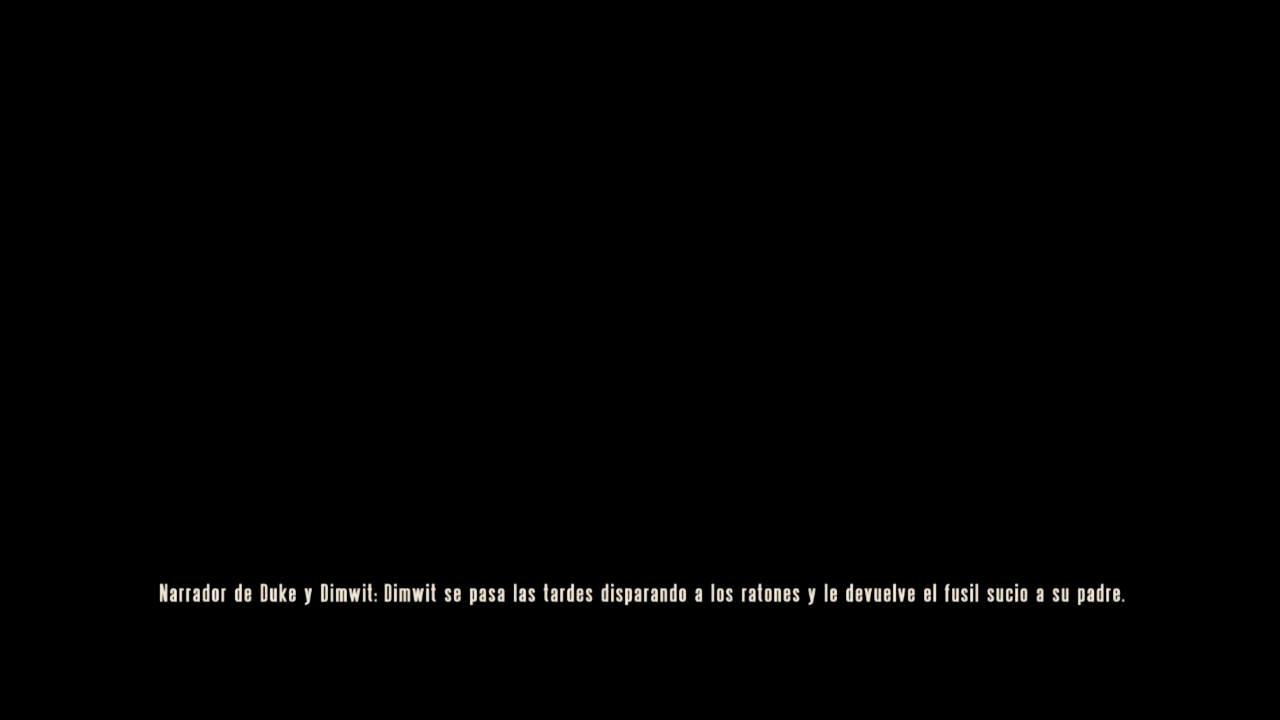 Narrador de Duke y Dimwit: Dimwit se pasa las tardes disparando a los ratones y le devuelve el fusil sucio a su padre.